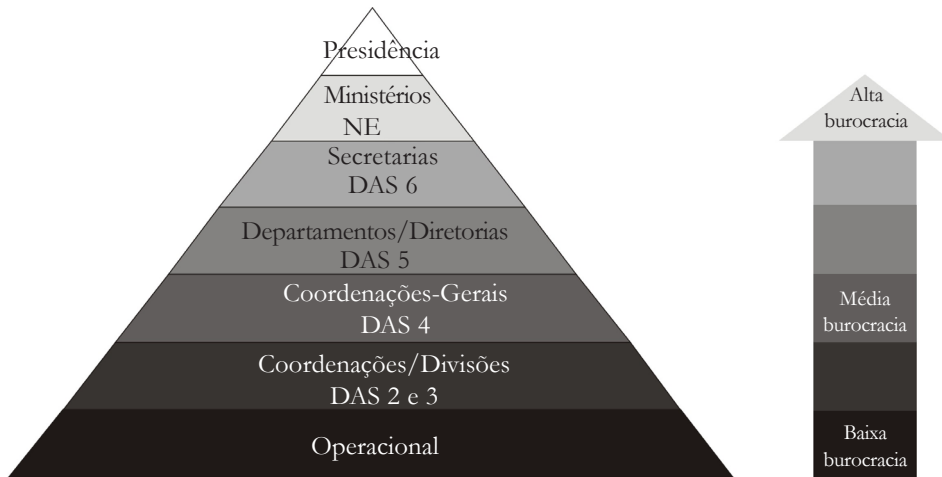 Presidência
Ministérios
NE
Secretarias
DAS 6
Departamentos/Diretorias
DAS 5
Coordenações-Gerais
DAS 4
Coordenações/Divisões
DAS 2 e 3
Operacional
Alta
burocracia
Média
burocracia
Baixa
burocracia